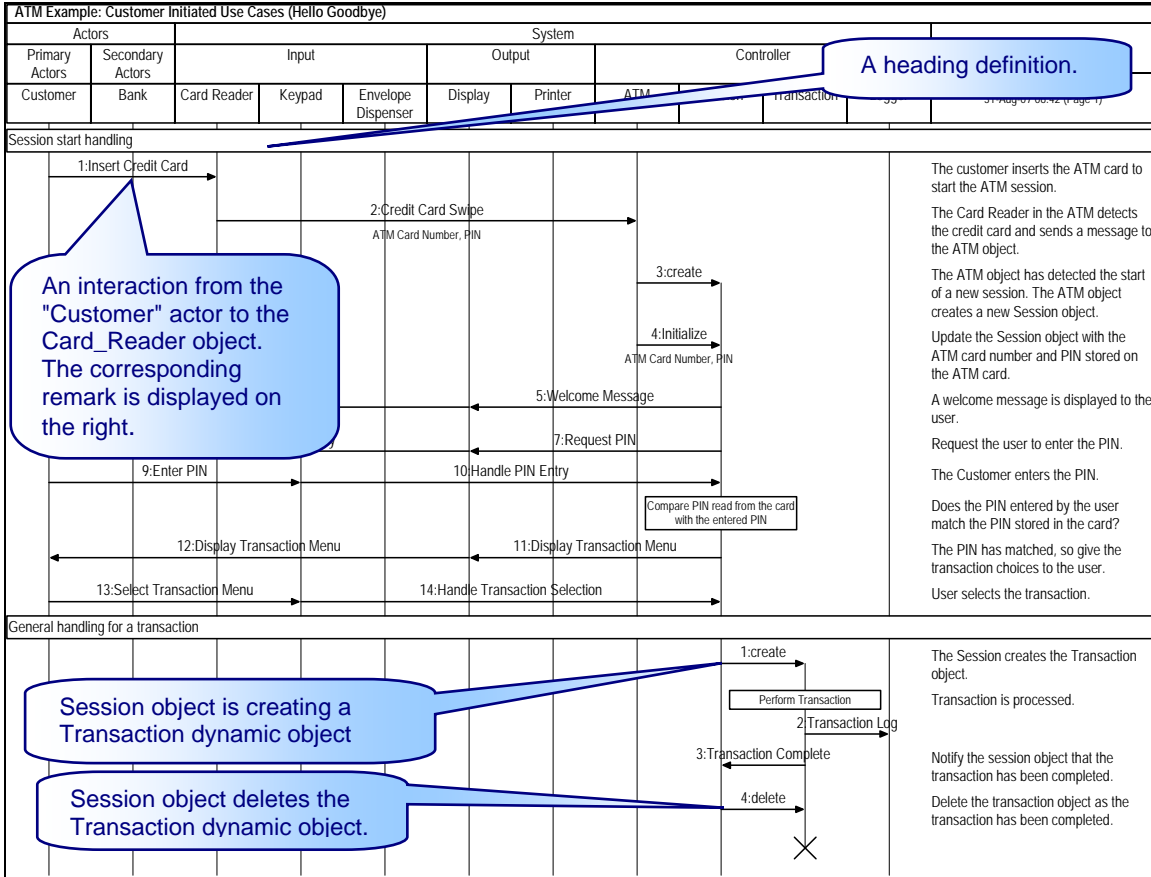 ATM Example: Customer Initiated Use Cases (Hello Goodbye)
Actors System
Primary Actors Secondary Actors Input Output Controller
Customer Bank Card Reader Keypad Envelope Dispenser Display Printer ATM Transaction
A heading definition.
Session start handling
1:Insert Credit Card
The customer inserts the ATM card to
start the ATM session.
2:Credit Card Swipe
ATM Card Number, PIN
The Card Reader in the ATM detects
the credit card and sends a message to
the ATM object.
An interaction from the
"Customer" actor to the
Card_Reader object.
The corresponding
remark is displayed on
the right.
3:create
The ATM object has detected the start
of a new session. The ATM object
creates a new Session object.
4:Initialize
ATM Card Number, PIN
Update the Session object with the
ATM card number and PIN stored on
the ATM card.
5:Welcome Message
A welcome message is displayed to the
user.
7:Request PIN
Request the user to enter the PIN.
9:Enter PIN 10:Handle PIN Entry
The Customer enters the PIN.
Compare PIN read from the card
with the entered PIN
Does the PIN entered by the user
match the PIN stored in the card?
12:Display Transaction Menu 11:Display Transaction Menu
The PIN has matched, so give the
transaction choices to the user.
13:Select Transaction Menu 14:Handle Transaction Selection
User selects the transaction.
General handling for a transaction
1:create
The Session creates the Transaction
object.
Session object is creating a
Transaction dynamic object
Perform Transaction
Transaction is processed.
2:Transaction Log
3:Transaction Complete
Notify the session object that the
transaction has been completed.
Session object deletes the
Transaction dynamic object.
4:delete
Delete the transaction object as the
transaction has been completed.